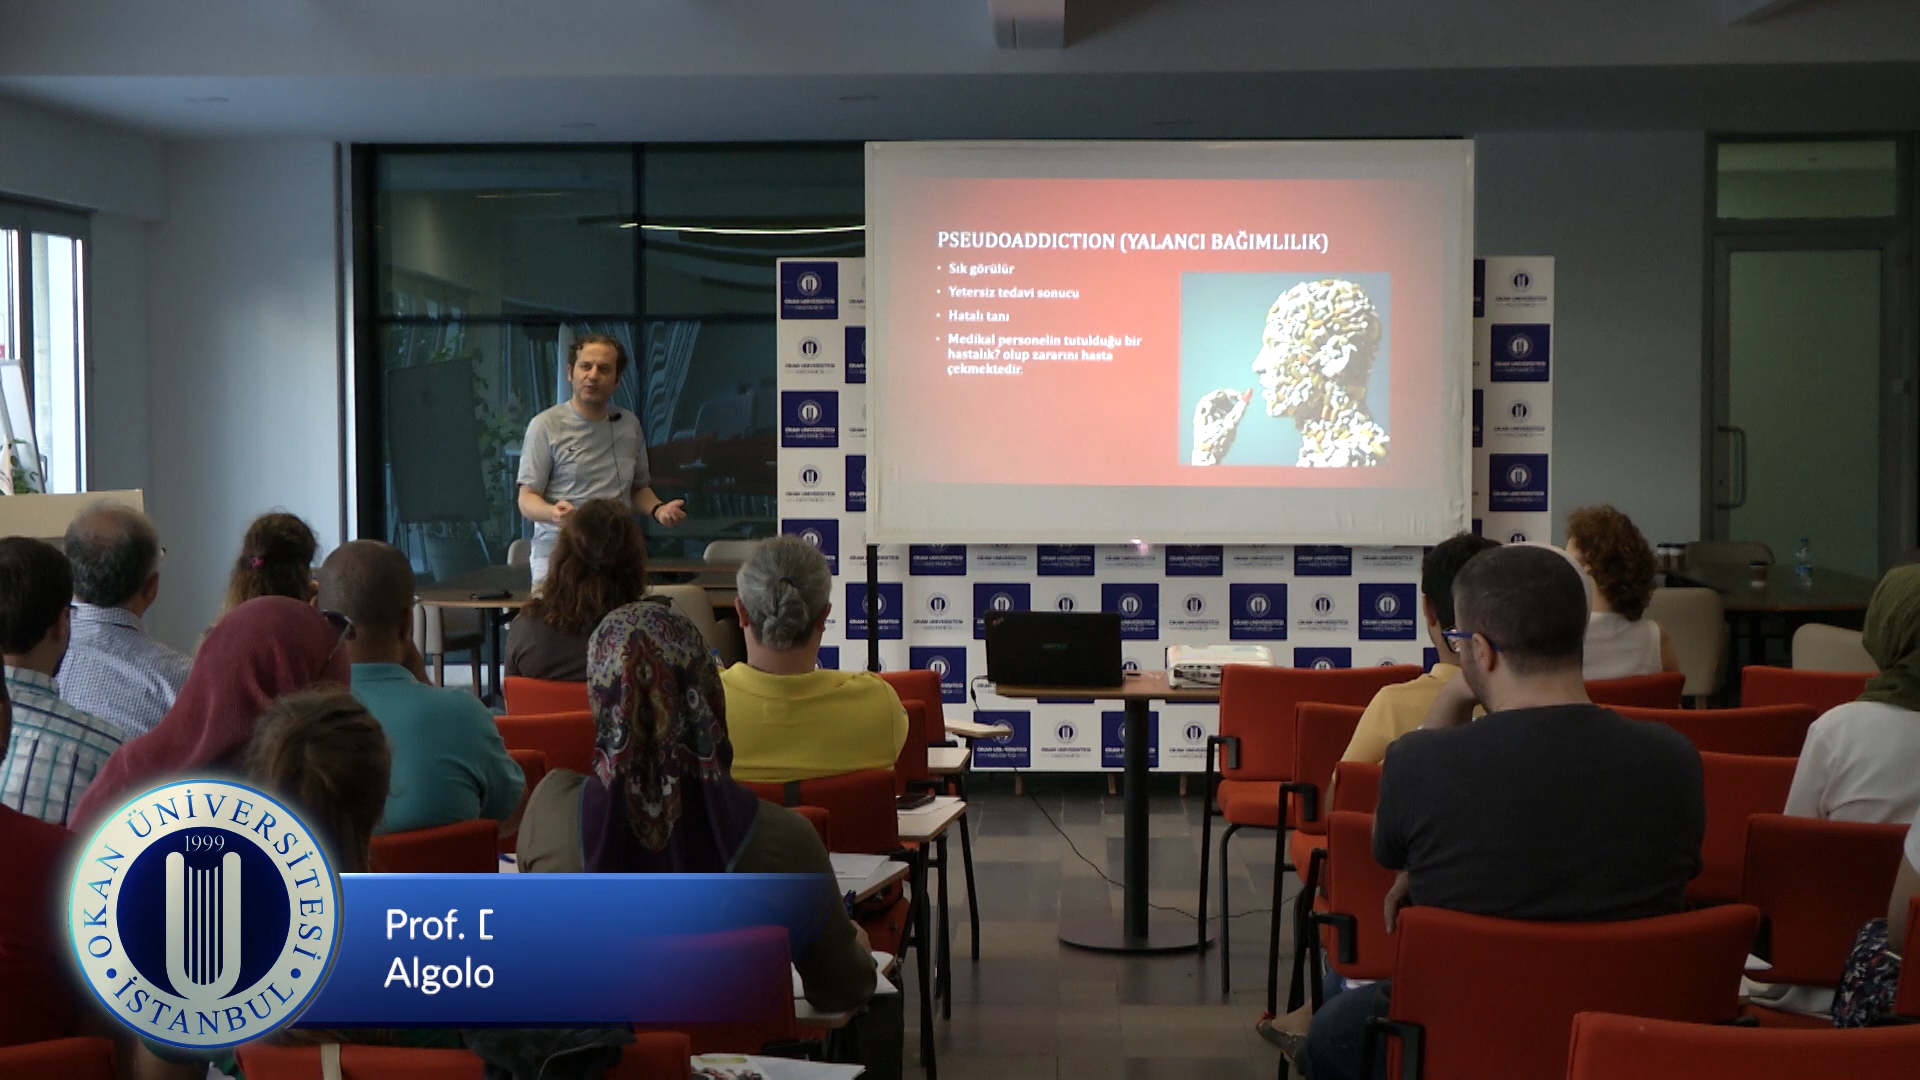 PSEUDOADDICTION (YALANCI BAĞIMLILIK)
• Sık görülür
• Yetersiz tedavi sonucu
• Hatalı tanı
• Medikal personelin tutulduğu bir
hastalık? olup zararını hasta
çekmektedir.
OKAN ÜNİVERSİTESİ
1999
• İSTANBUL •
Prof. D
Algolo